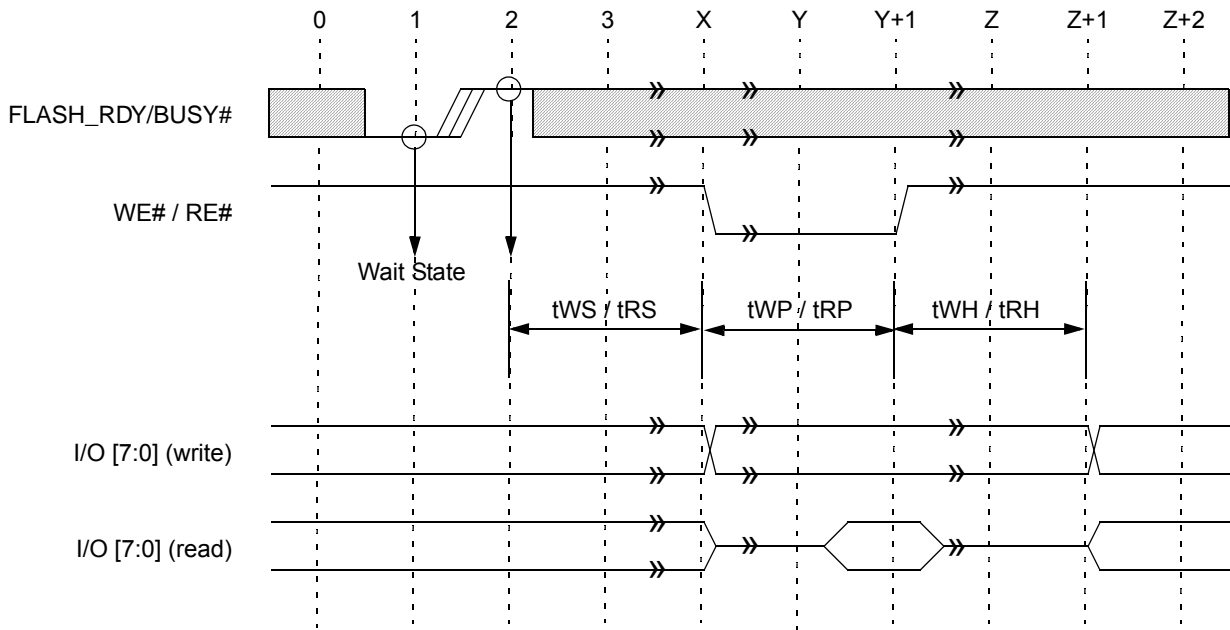 0 1 2 3 X Y Y+1 Z Z+1 Z+2
FLASH_RDY/BUSY#
WE# / RE#
Wait State
tWS / tRS tWP / tRP tWH / tRH
I/O [7:0] (write)
I/O [7:0] (read)